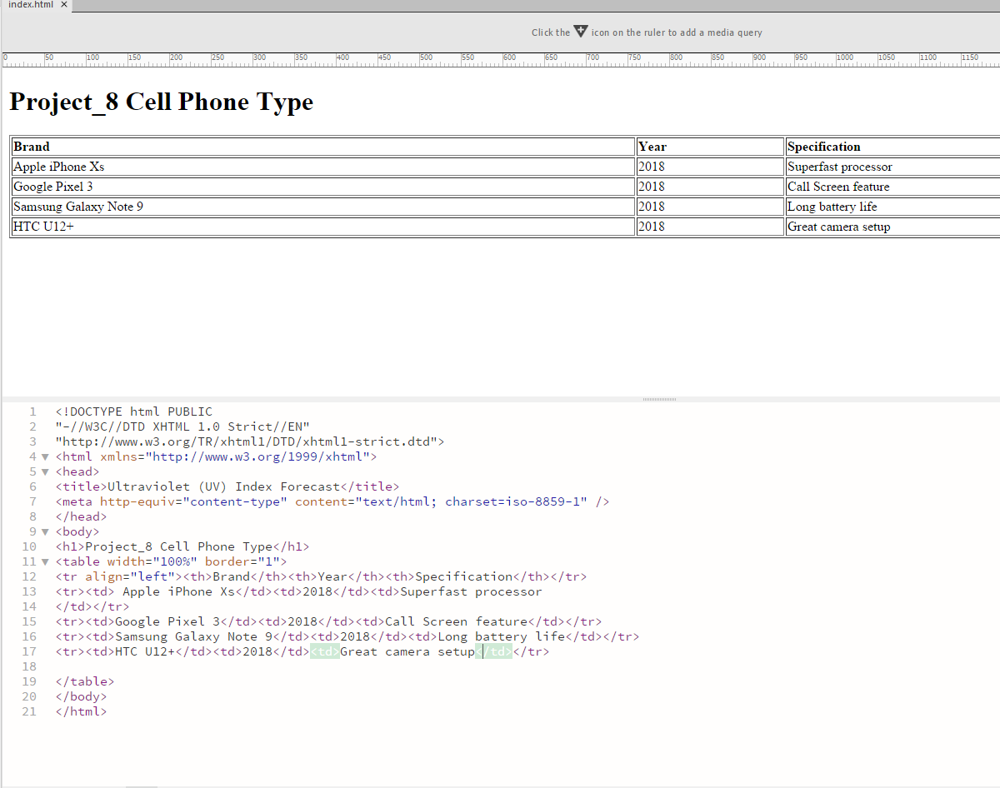 index.html ✕
Click the icon on the ruler to add a media query
0 50 100 150 200 250 300 350 400 450 500 550 600 650 700 750 800 850 900 950 1000 1050 1100 1150
Project_8 Cell Phone Type
Brand Year Specification
Apple iPhone Xs 2018 Superfast processor
Google Pixel 3 2018 Call Screen feature
Samsung Galaxy Note 9 2018 Long battery life
HTC U12+ 2018 Great camera setup
1 <!DOCTYPE html PUBLIC
2 "-//W3C//DTD XHTML 1.0 Strict//EN"
3 "http://www.w3.org/TR/xhtml1/DTD/xhtml1-strict.dtd">
4 ▼ <html xmlns="http://www.w3.org/1999/xhtml">
5 ▼ <head>
6 <title>Ultraviolet (UV) Index Forecast</title>
7 <meta http-equiv="content-type" content="text/html; charset=iso-8859-1" />
8 </head>
9 ▼ <body>
10 <h1>Project_8 Cell Phone Type</h1>
11 ▼ <table width="100%" border="1">
12 <tr align="left"><th>Brand</th><th>Year</th><th>Specification</th></tr>
13 <tr><td> Apple iPhone Xs</td><td>2018</td><td>Superfast processor
14 </td></tr>
15 <tr><td>Google Pixel 3</td><td>2018</td><td>Call Screen feature</td></tr>
16 <tr><td>Samsung Galaxy Note 9</td><td>2018</td><td>Long battery life</td></tr>
17 <tr><td>HTC U12+</td><td>2018</td><td>Great camera setup</td></tr>
18
19 </table>
20 </body>
21 </html>